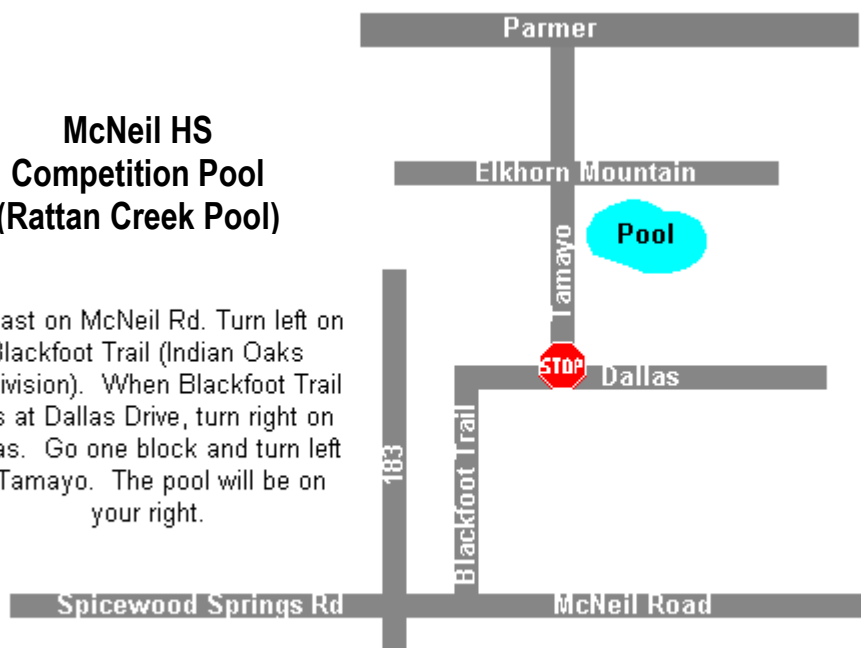 Parmer
McNeil HS
Competition Pool
(Rattan Creek Pool)
Elkhorn Mountain
Pool
Tamayo
ast on McNeil Rd. Turn left on
Blackfoot Trail (Indian Oaks
ivision). When Blackfoot Trail
s at Dallas Drive, turn right on
as. Go one block and turn left
Tamayo. The pool will be on
your right.
STOP
Dallas
183
Blackfoot Trail
Spicewood Springs Rd
McNeil Road